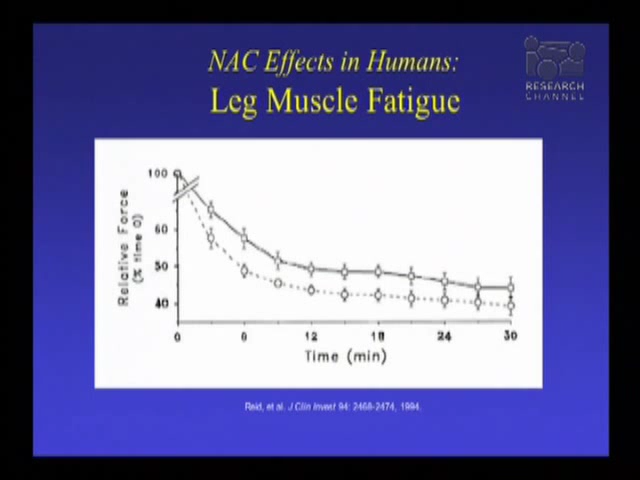 NAC Effects in Humans:
Leg Muscle Fatigue
RESEARCH
CHANNEL
Relative Force
(% time 0)
100
60
50
40
0
6
12
18
24
30
Time (min)
Reid, et al. J Clin Invest 94: 2468-2474, 1994.